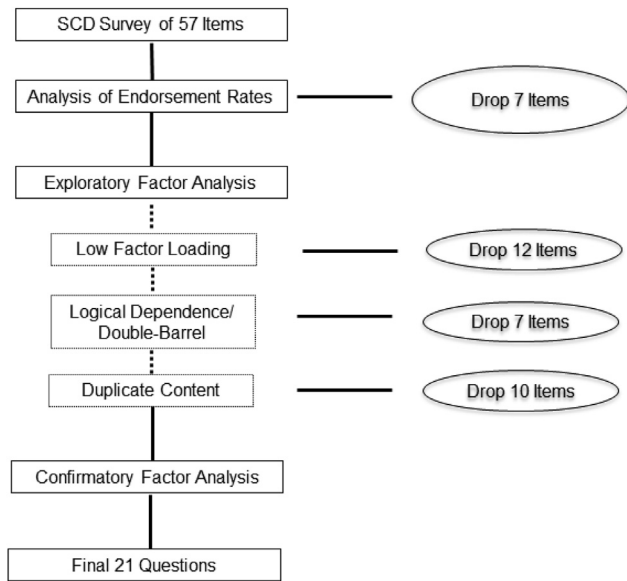 SCD Survey of 57 Items
Analysis of Endorsement Rates
Drop 7 Items
Exploratory Factor Analysis
Low Factor Loading
Drop 12 Items
Logical Dependence/
Double-Barrel
Drop 7 Items
Duplicate Content
Drop 10 Items
Confirmatory Factor Analysis
Final 21 Questions